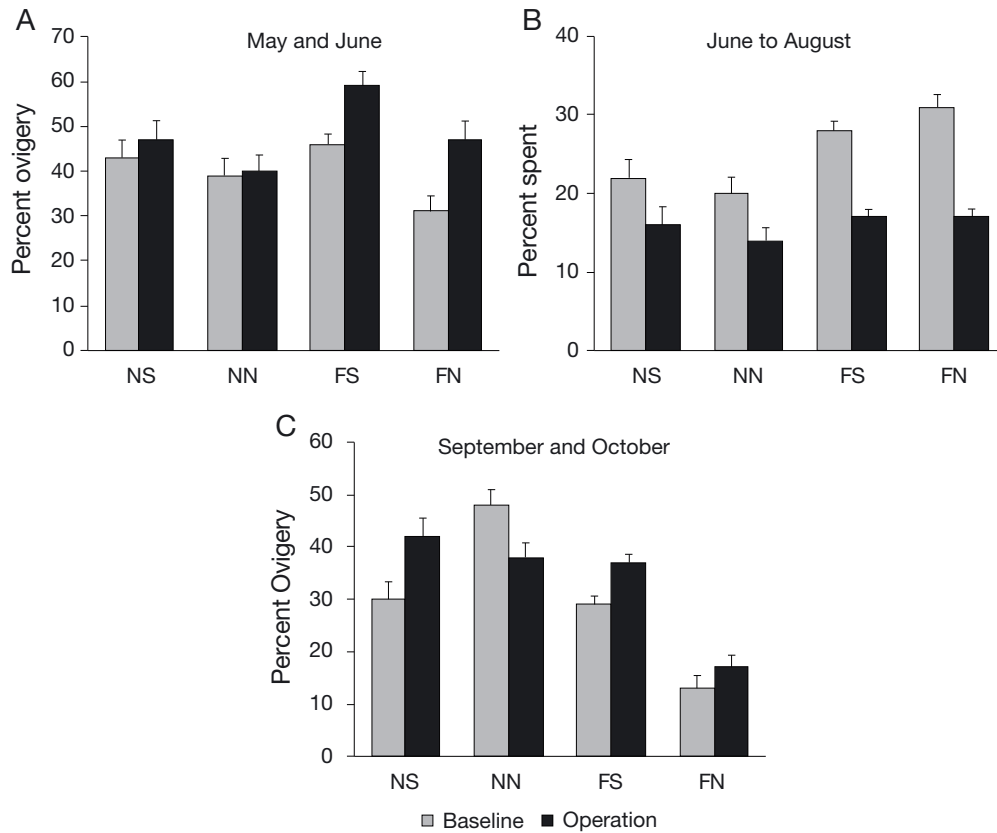 A
May and June
Percent ovigery
70
60
50
40
30
20
10
0
NS NN FS FN
B
June to August
Percent spent
40
30
20
10
0
NS NN FS FN
C
September and October
Percent Ovigery
60
50
40
30
20
10
0
NS NN FS FN
Baseline Operation